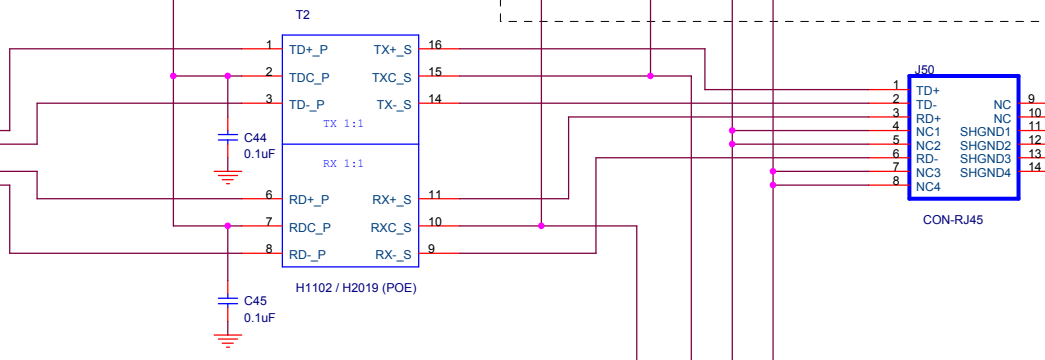 T2
1 TD+_P TX+_S 16
2 TDC_P TXC_S 15
3 TD-_P TX-_S 14
TX 1:1
RX 1:1
6 RD+_P RX+_S 11
7 RDC_P RXC_S 10
8 RD-_P RX-_S 9
H1102 / H2019 (POE)
C44
0.1uF
C45
0.1uF
J50
1 TD+
2 TD- NC 9
3 RD+ NC 10
4 NC1 SHGND1 11
5 NC2 SHGND2 12
6 RD- SHGND3 13
7 NC3 SHGND4 14
8 NC4
CON-RJ45